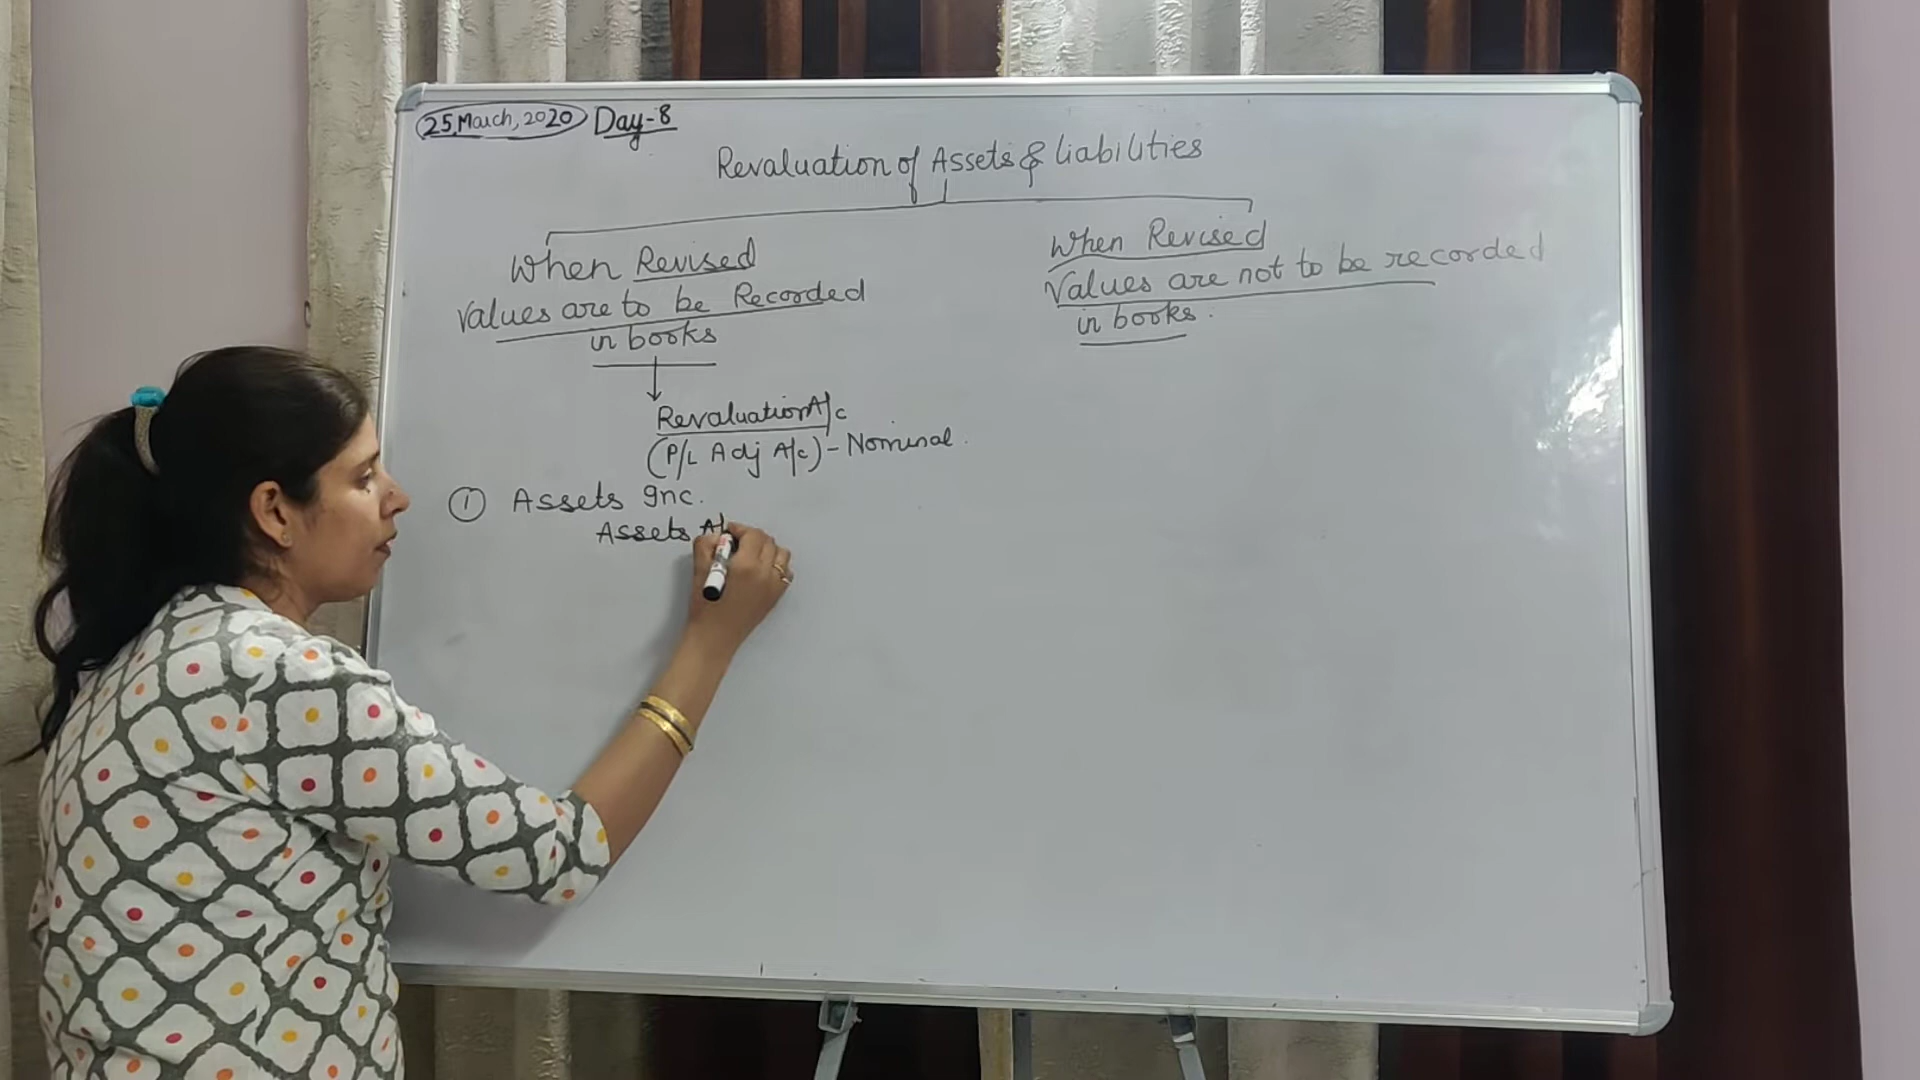 25, March, 2020 Day-8
Revaluation of Assets & liabilities
When Revised
Values are to be Recorded
in books
When Revised
Values are not to be recorded
in books.
Revaluation A/c
(P/L Adj A/c) - Nominal.
① Assets Inc.
Assets A/